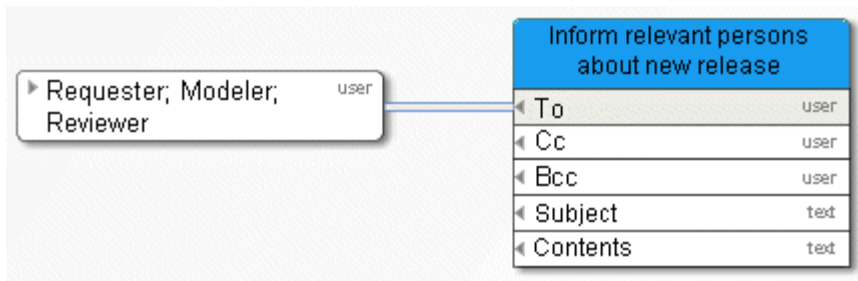 Inform relevant persons
about new release
Requester; Modeler; user
Reviewer
To user
Cc user
Bcc user
Subject text
Contents text